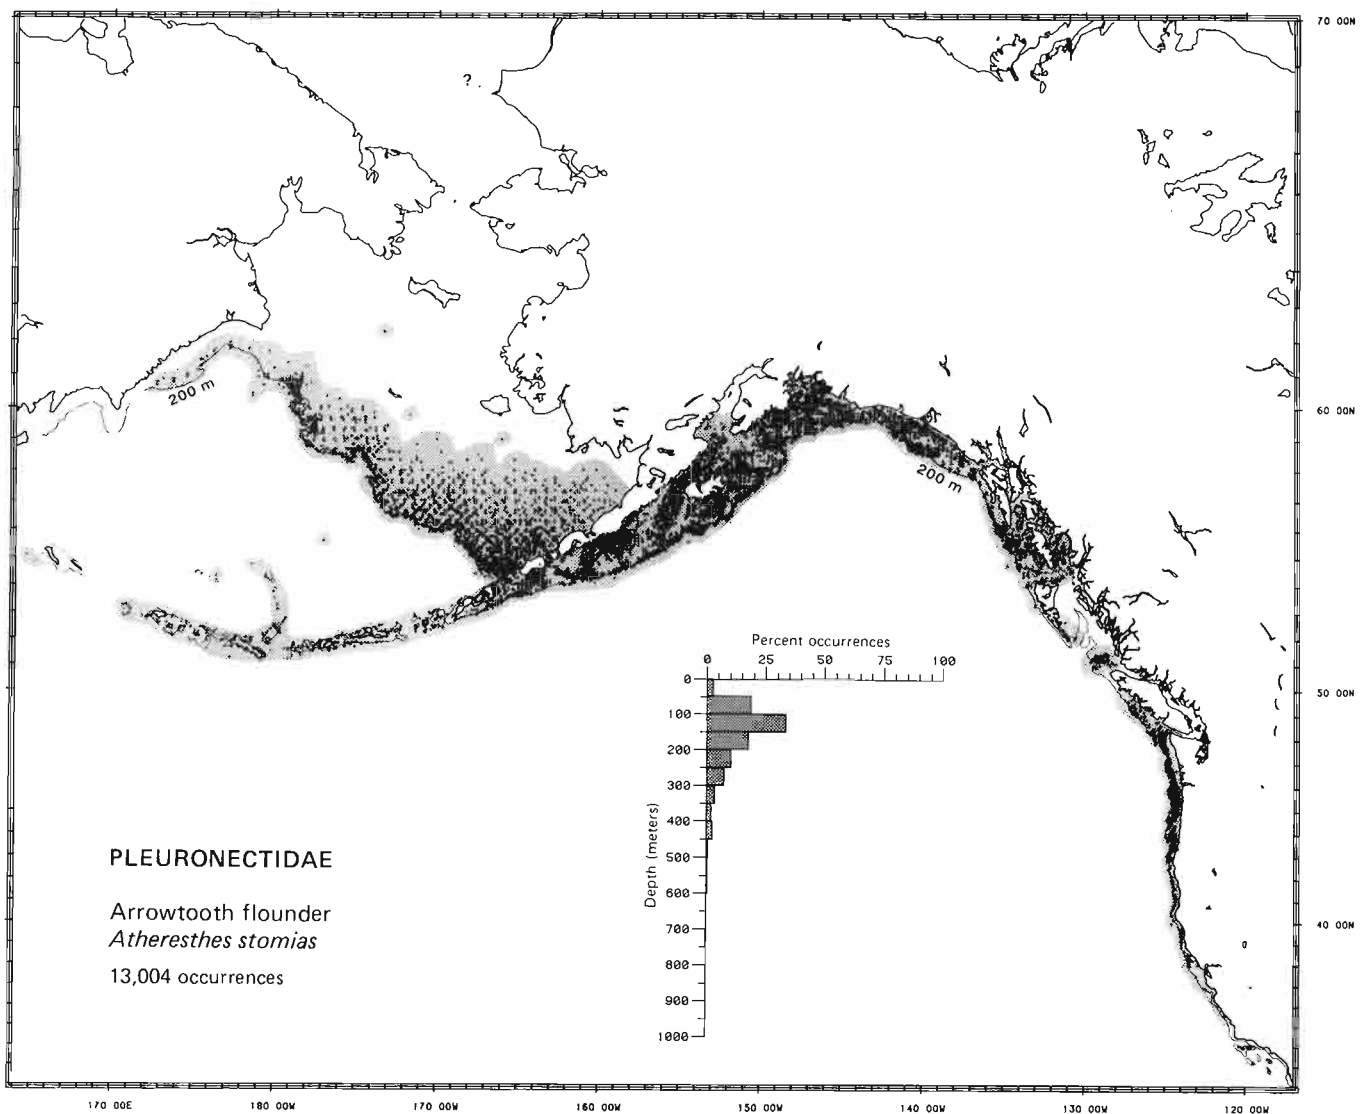 70 00N
?
200 m
60 00N
200 m
Percent occurrences
0 25 50 75 100
0
50 00N
100
200
300
400
500
600
700
800
900
1000
Depth (meters)
PLEURONECTIDAE
Arrowtooth flounder
Atheresthes stomias
13,004 occurrences
40 00N
170 00E 180 00W 170 00W 160 00W 150 00W 140 00W 130 00W 120 00W